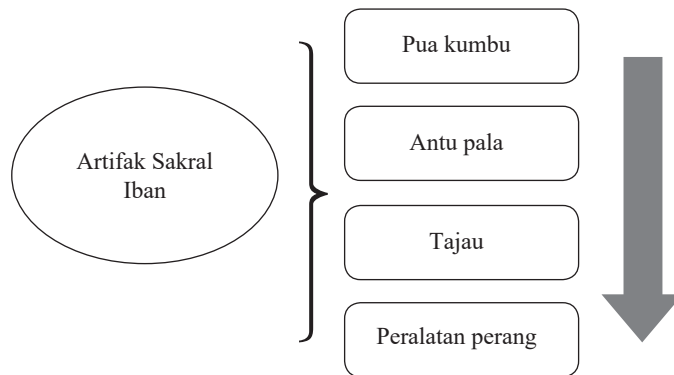 Artifak Sakral
Iban
Pua kumbu
Antu pala
Tajau
Peralatan perang